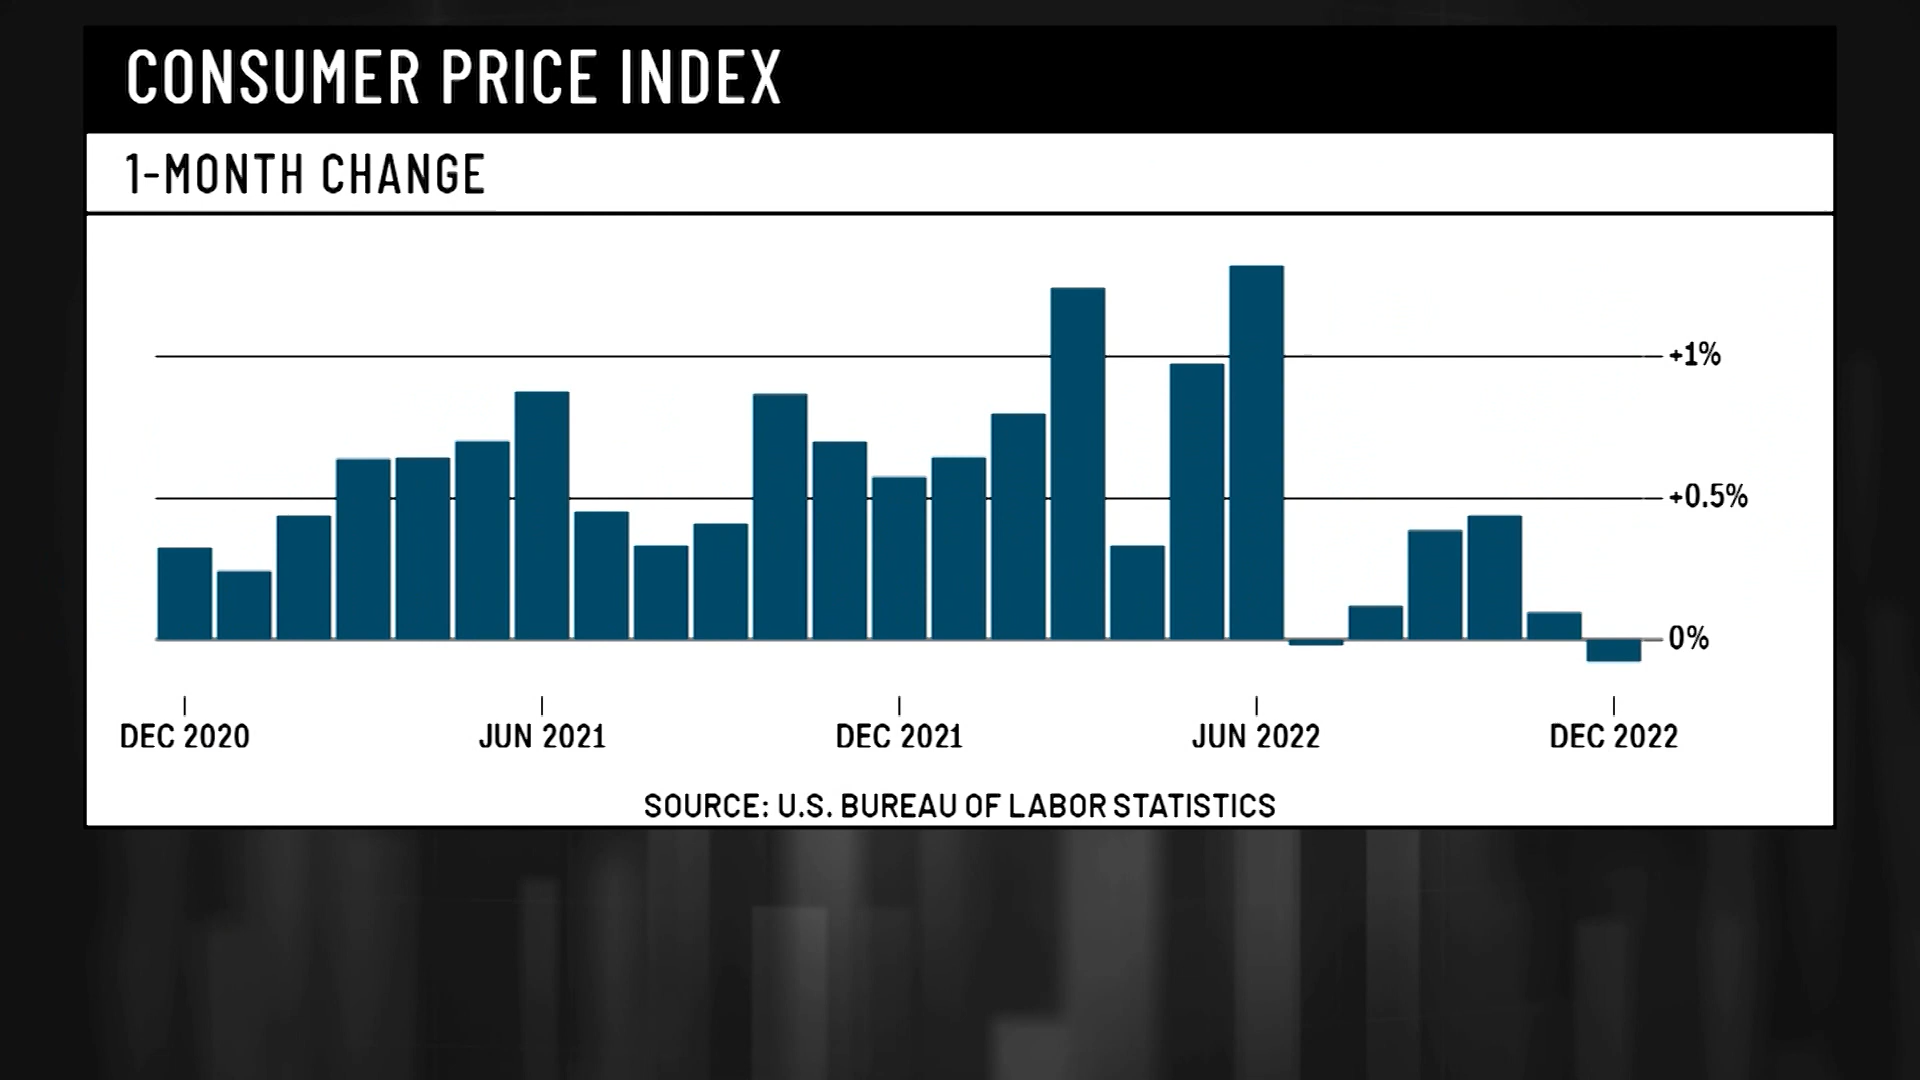 CONSUMER PRICE INDEX
1-MONTH CHANGE
+1%
+0.5%
0%
DEC 2020 JUN 2021 DEC 2021 JUN 2022 DEC 2022
SOURCE: U.S. BUREAU OF LABOR STATISTICS